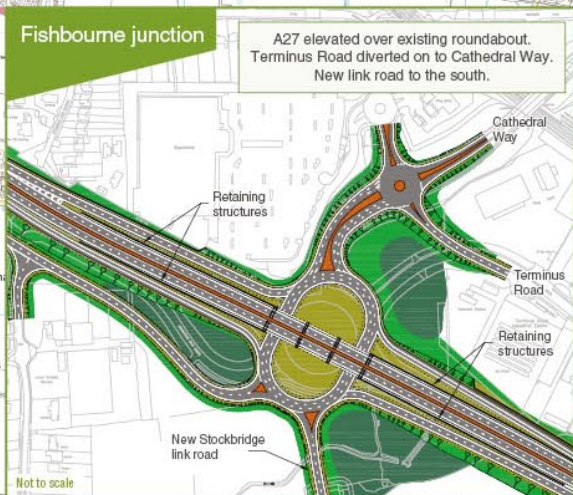 Fishbourne junction
A27 elevated over existing roundabout.
Terminus Road diverted on to Cathedral Way.
New link road to the south.
Cathedral
Way
Retaining
structures
Terminus
Road
Retaining
structures
New Stockbridge
link road
Not to scale